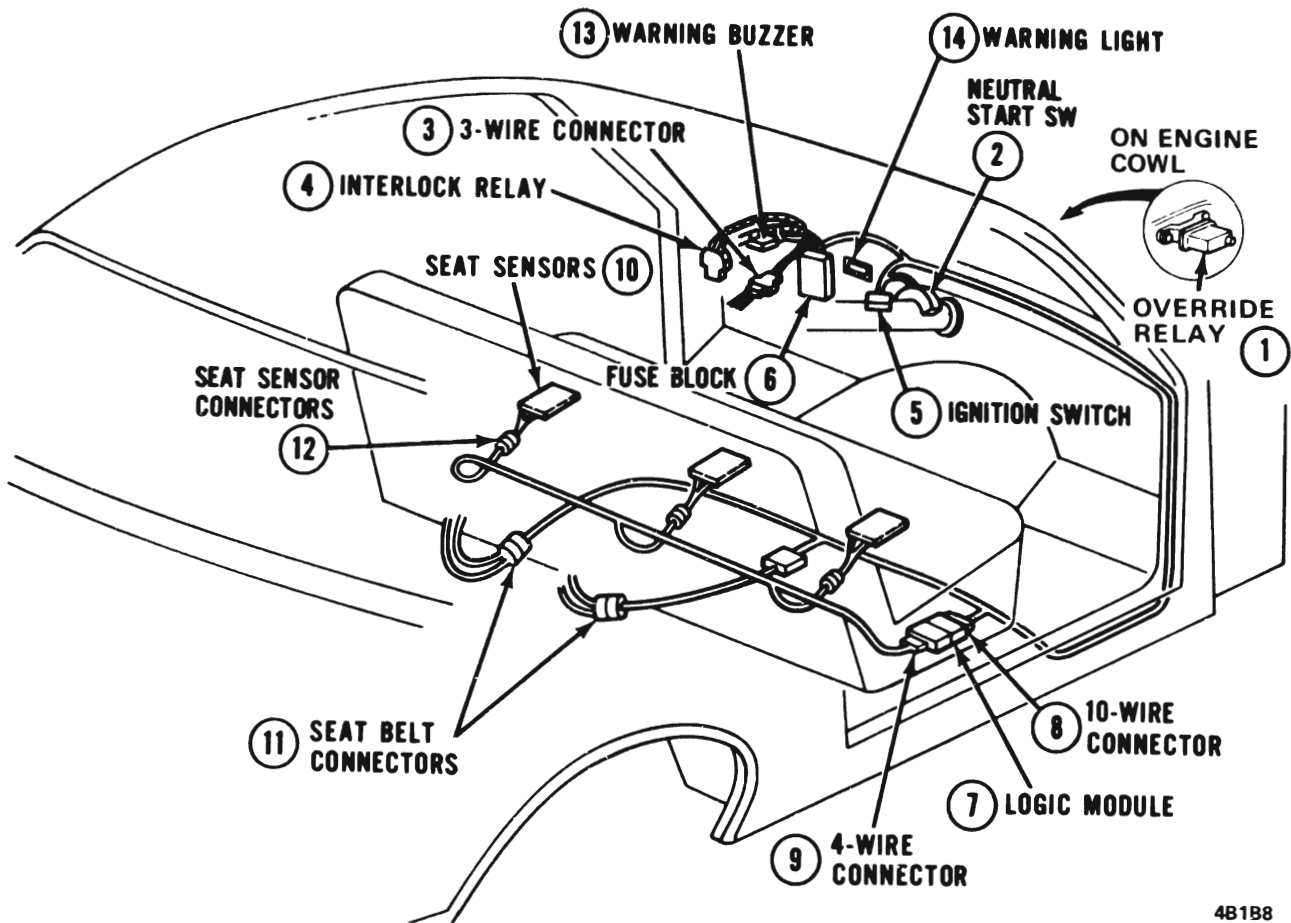 13 WARNING BUZZER
14 WARNING LIGHT
3 3-WIRE CONNECTOR
NEUTRAL
START SW
2
ON ENGINE
COWL
4 INTERLOCK RELAY
SEAT SENSORS 10
OVERRIDE
RELAY 1
SEAT SENSOR
CONNECTORS
12
FUSE BLOCK 6
5 IGNITION SWITCH
11 SEAT BELT
CONNECTORS
8 10-WIRE
CONNECTOR
7 LOGIC MODULE
9 4-WIRE
CONNECTOR
4B1B8